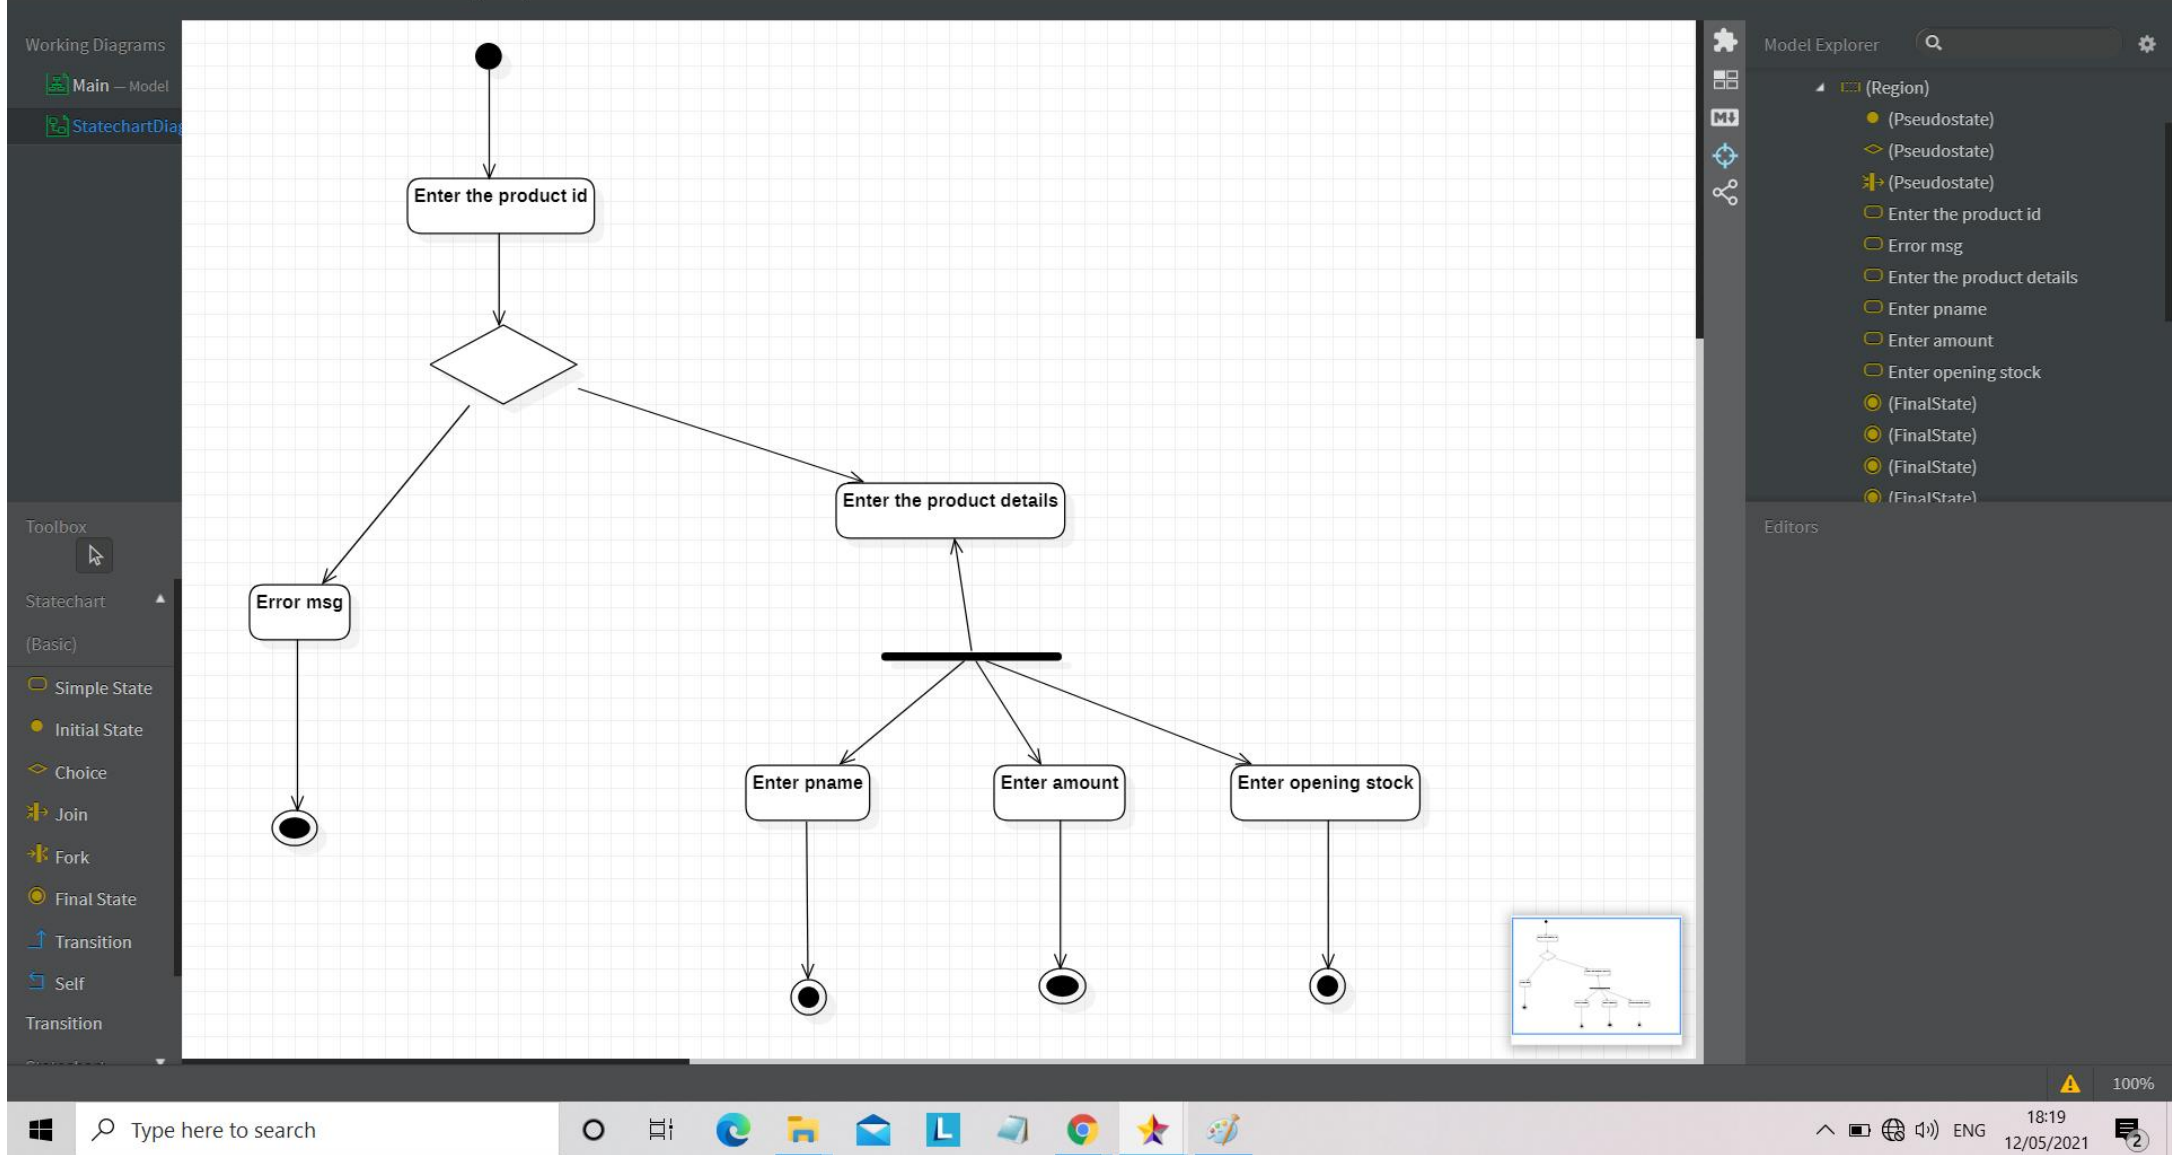 Working Diagrams
Main — Model
StatechartDiag
Toolbox
Statechart
(Basic)
Simple State
Initial State
Choice
Join
Fork
Final State
Transition
Self
Transition
Enter the product id
Enter the product details
Error msg
Enter pname
Enter amount
Enter opening stock
Model Explorer
(Region)
(Pseudostate)
(Pseudostate)
(Pseudostate)
Enter the product id
Error msg
Enter the product details
Enter pname
Enter amount
Enter opening stock
(FinalState)
(FinalState)
(FinalState)
(FinalState)
Editors
M
100%
Type here to search
L
ENG
18:19
12/05/2021
2